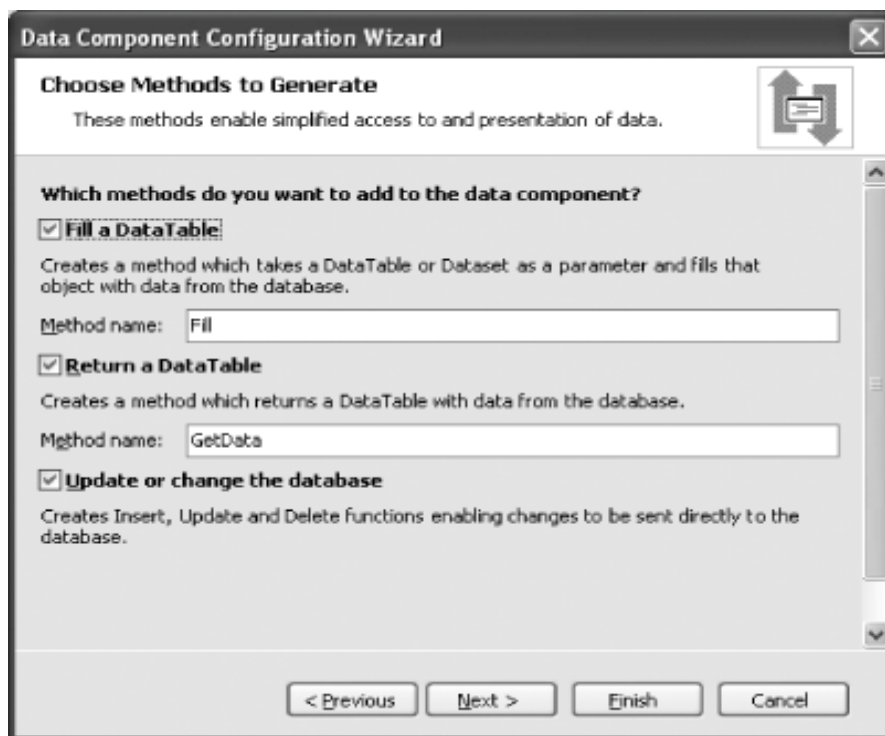 Data Component Configuration Wizard
Choose Methods to Generate
These methods enable simplified access to and presentation of data.
Which methods do you want to add to the data component?
Fill a DataTable
Creates a method which takes a DataTable or Dataset as a parameter and fills that
object with data from the database.
Method name: Fill
Return a DataTable
Creates a method which returns a DataTable with data from the database.
Method name: GetData
Update or change the database
Creates Insert, Update and Delete functions enabling changes to be sent directly to the
database.
< Previous Next > Finish Cancel